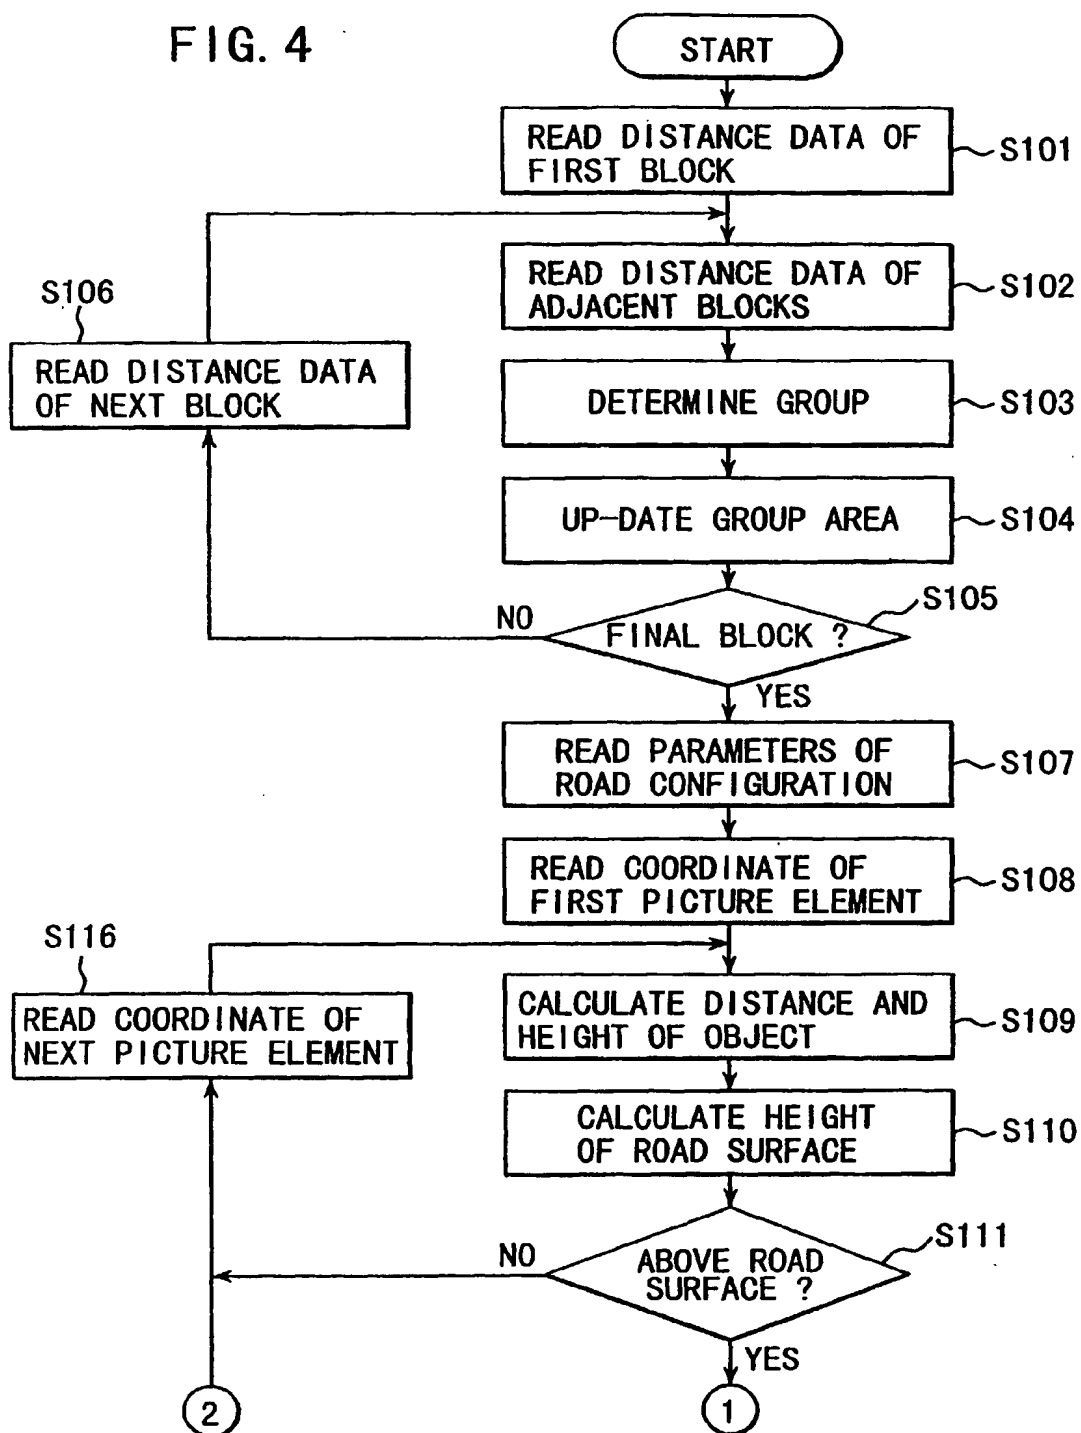 FIG. 4
START
READ DISTANCE DATA OF
FIRST BLOCK
S101
S106
READ DISTANCE DATA OF
ADJACENT BLOCKS
S102
READ DISTANCE DATA
OF NEXT BLOCK
DETERMINE GROUP
S103
UP-DATE GROUP AREA
S104
S105
NO
FINAL BLOCK ?
YES
READ PARAMETERS OF
ROAD CONFIGURATION
S107
READ COORDINATE OF
FIRST PICTURE ELEMENT
S108
S116
READ COORDINATE OF
NEXT PICTURE ELEMENT
CALCULATE DISTANCE AND
HEIGHT OF OBJECT
S109
CALCULATE HEIGHT
OF ROAD SURFACE
S110
S111
NO
ABOVE ROAD
SURFACE ?
YES
2
1